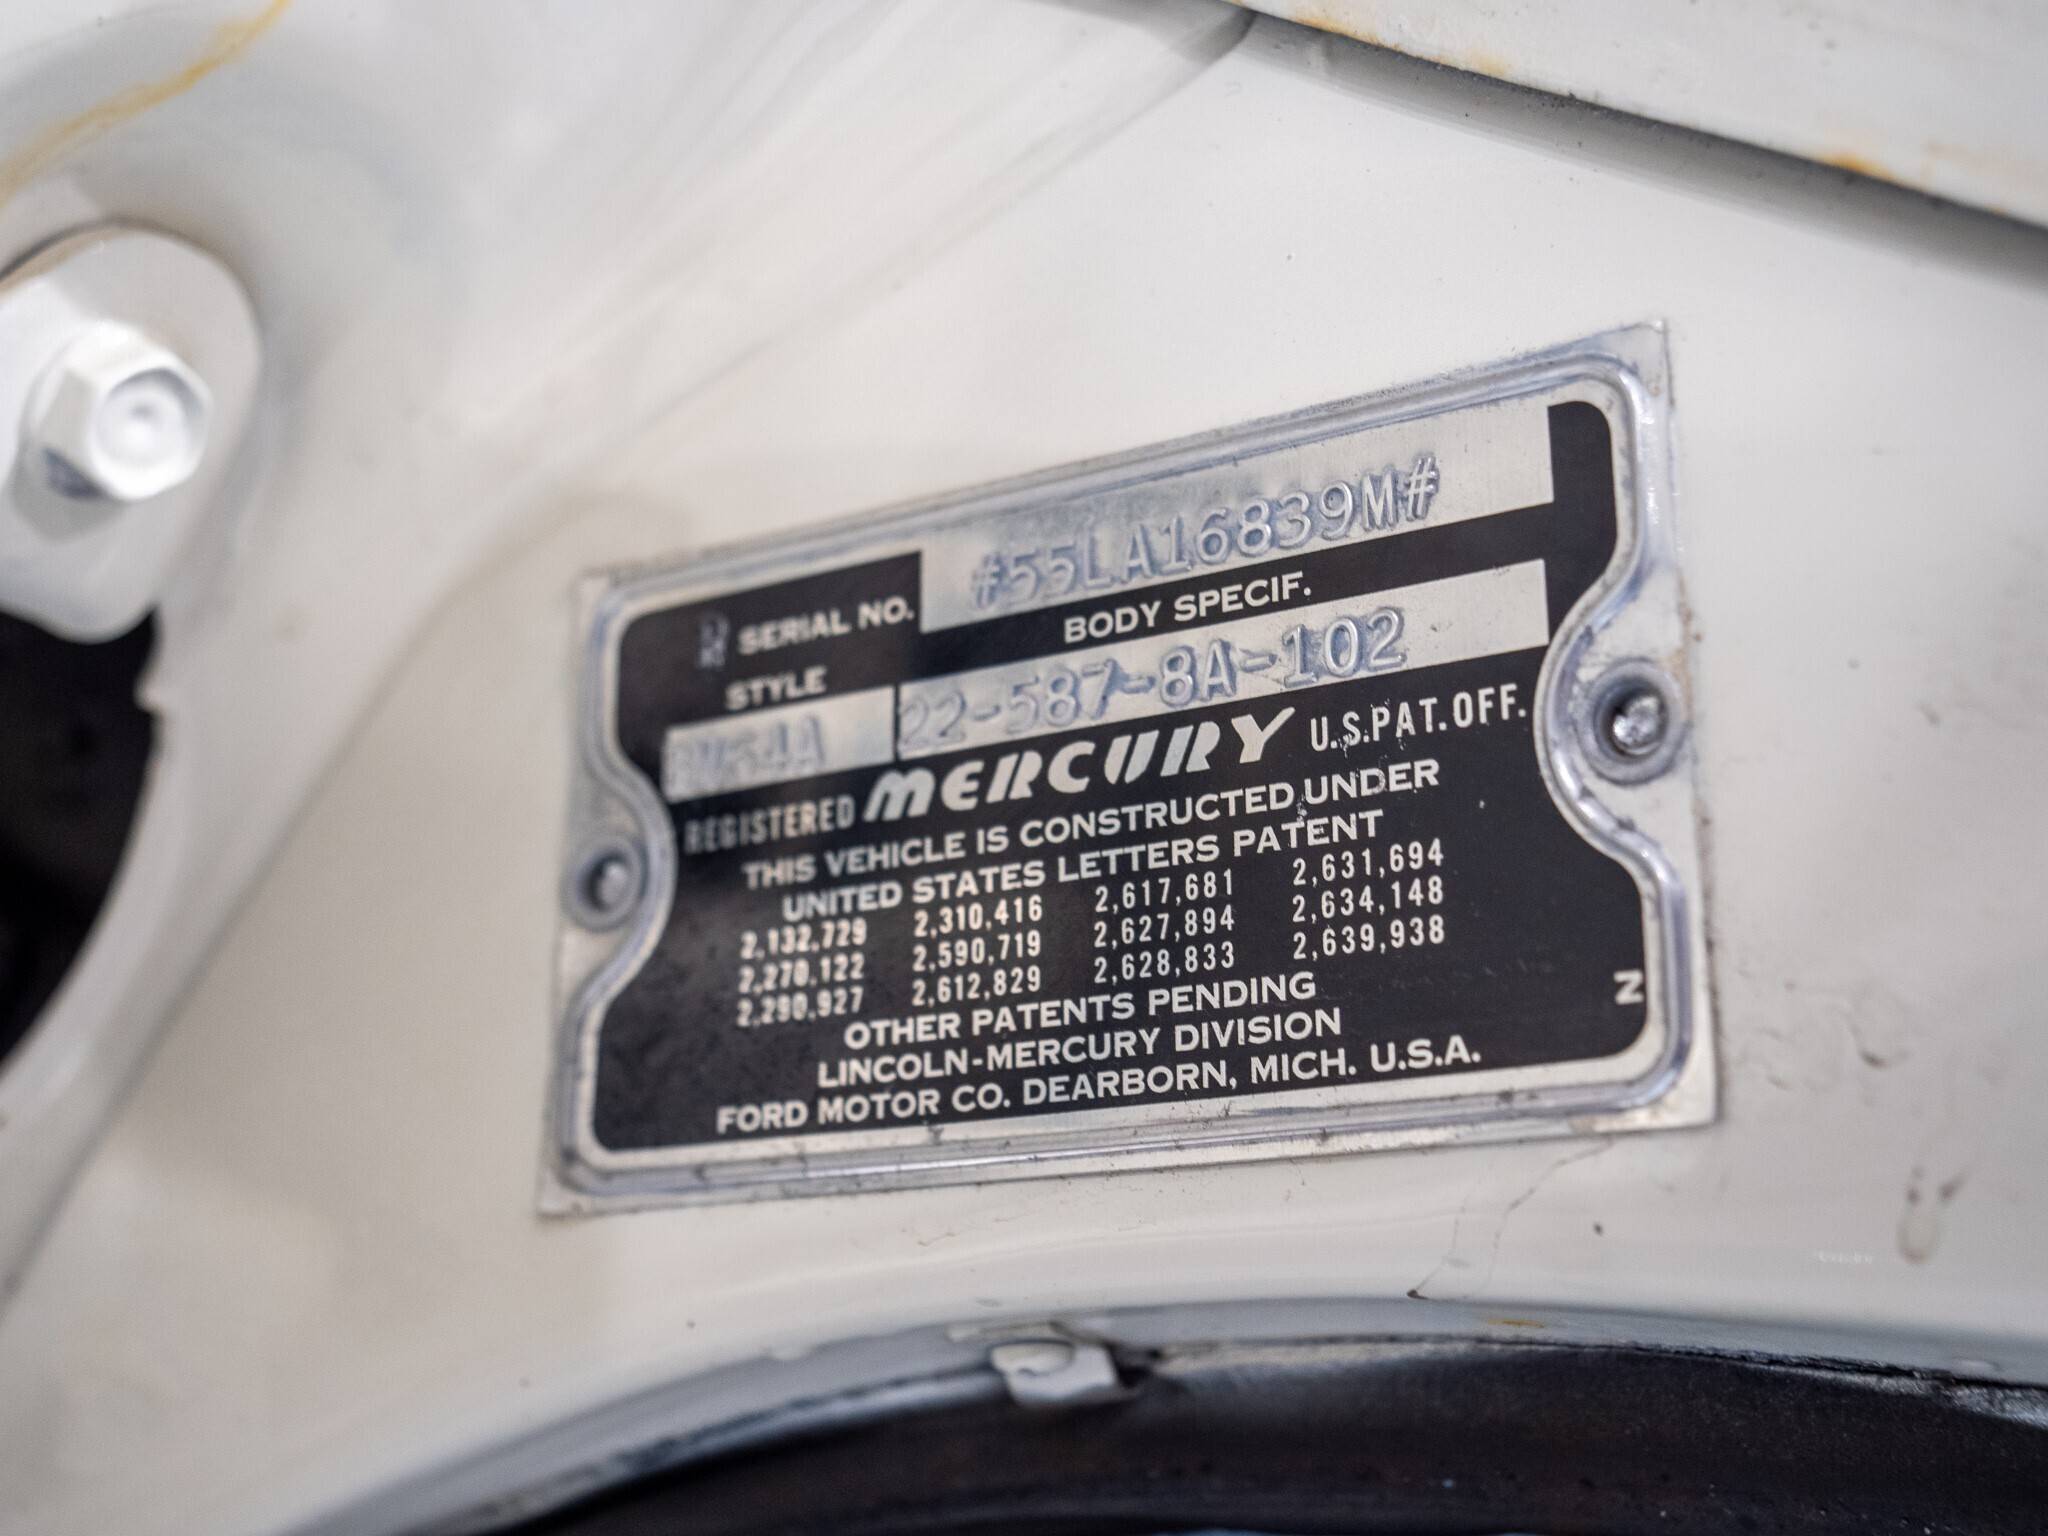 #55LA16839M#
SERIAL NO.
BODY SPECIF.
STYLE
22-587-8A-102
REGISTERED MERCURY U.S.PAT.OFF.
THIS VEHICLE IS CONSTRUCTED UNDER
UNITED STATES LETTERS PATENT
2,132,729 2,310,416 2,617,681 2,631,694
2,270,122 2,590,719 2,627,894 2,634,148
2,290,927 2,612,829 2,628,833 2,639,938
OTHER PATENTS PENDING
LINCOLN-MERCURY DIVISION
FORD MOTOR CO. DEARBORN, MICH. U.S.A.
N